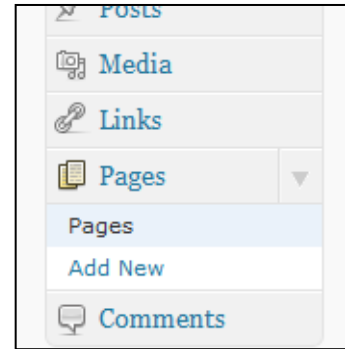 Posts
Media
Links
Pages
Pages
Add New
Comments